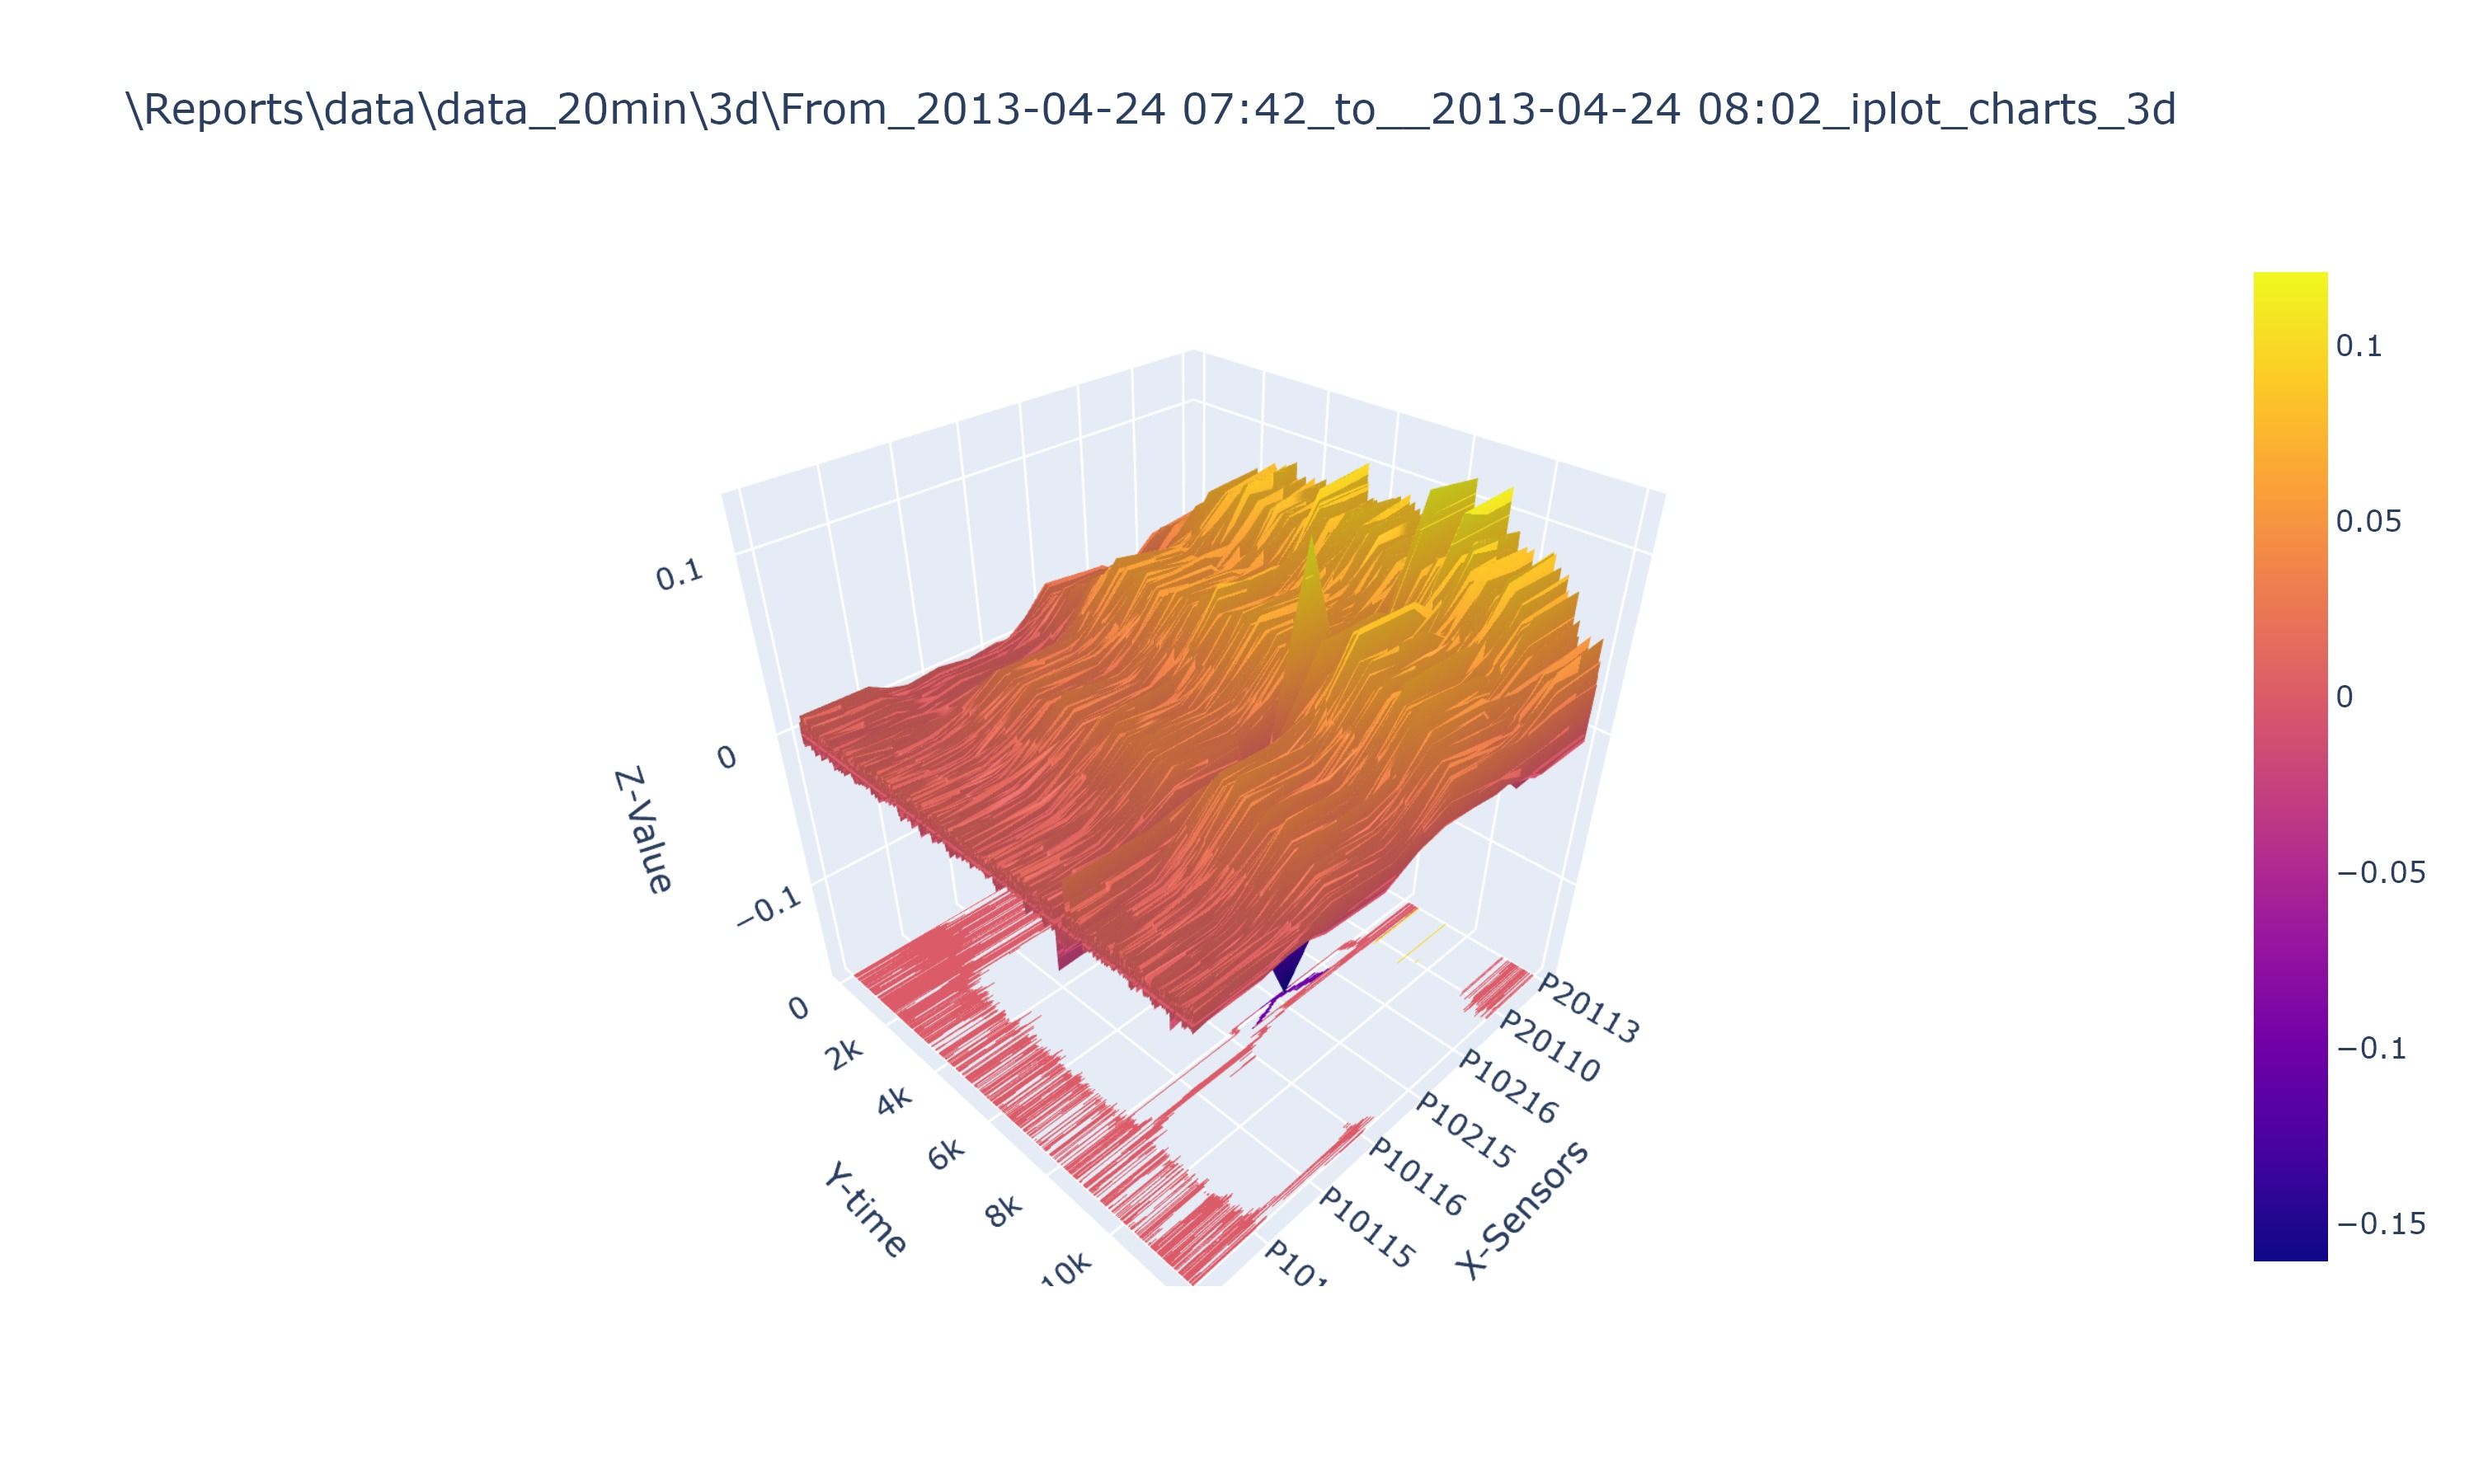 \Reports\data\data_20min\3d\From_2013-04-24 07:42_to__2013-04-24 08:02_iplot_charts_3d
0.1
0.05
0
−0.05
−0.1
−0.15
0.1
0
−0.1
Z-Value
0
2k
4k
6k
8k
10k
Y-time
P20113
P20110
P10216
P10215
P10116
P10115
X-Sensors